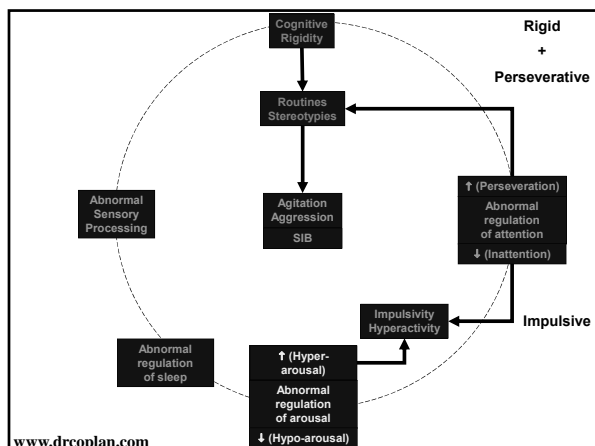 Cognitive
Rigidity
Rigid
+
Perseverative
Routines
Stereotypies
↑ (Perseveration)
Abnormal
regulation
of attention
↓ (Inattention)
Abnormal
Sensory
Processing
Agitation
Aggression
SIB
Impulsivity
Hyperactivity
Impulsive
Abnormal
regulation
of sleep
↑ (Hyper-
arousal)
Abnormal
regulation
of arousal
↓ (Hypo-arousal)
www.drcoplan.com